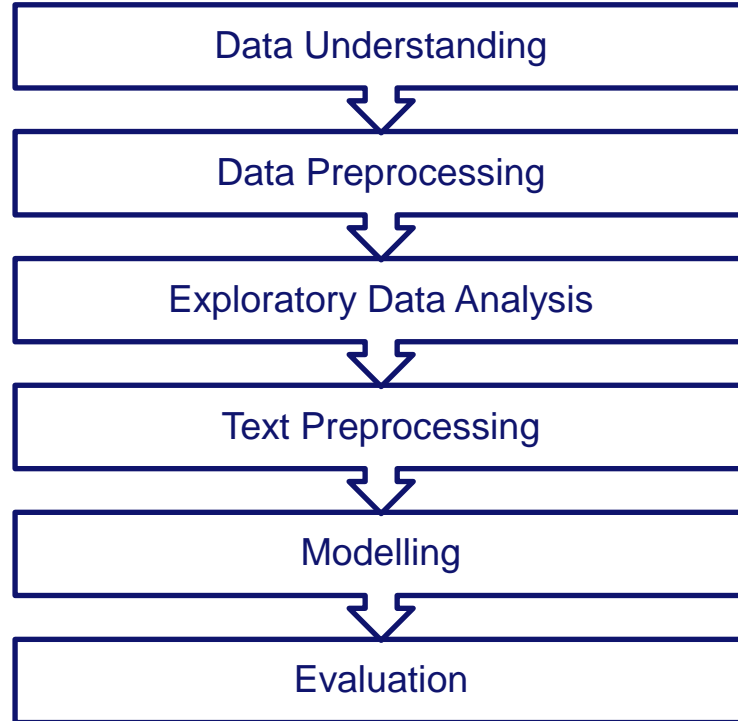 Data Understanding
Data Preprocessing
Exploratory Data Analysis
Text Preprocessing
Modelling
Evaluation